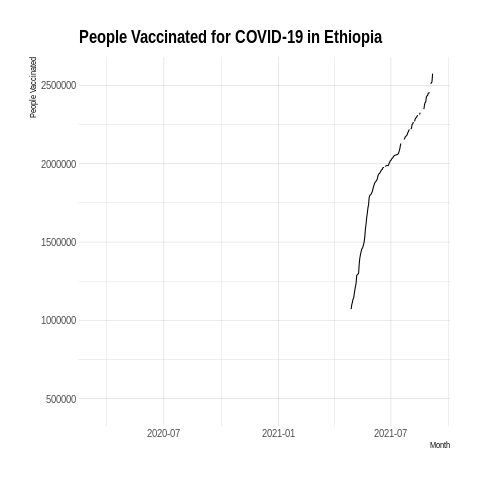 People Vaccinated for COVID-19 in Ethiopia
People Vaccinated
2500000
2000000
1500000
1000000
500000
2020-07
2021-01
2021-07
Month